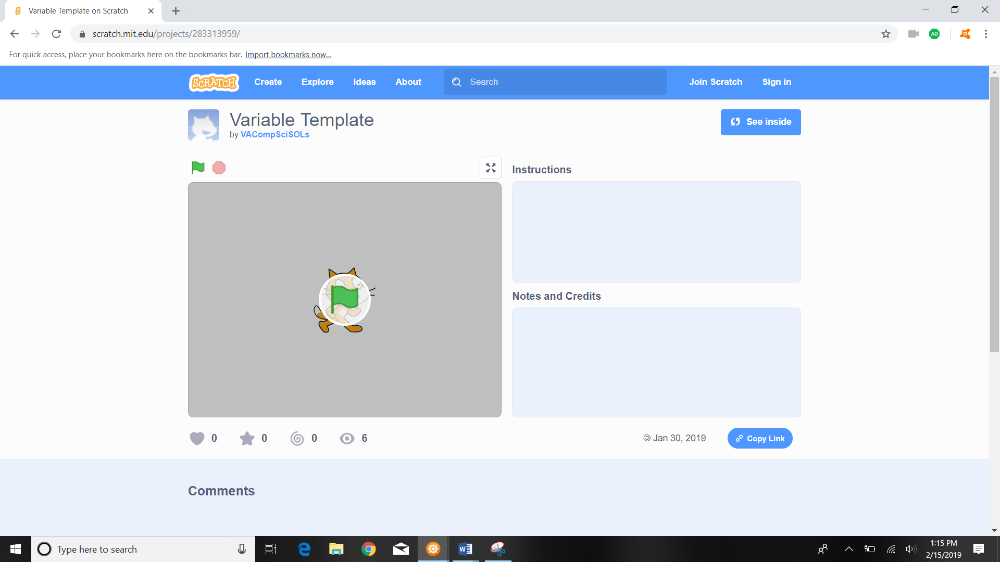 Variable Template on Scratch
scratch.mit.edu/projects/283313959/
AD
For quick access, place your bookmarks here on the bookmarks bar. Import bookmarks now...
SCRATCH Create Explore Ideas About Search Join Scratch Sign in
Variable Template
by VACompSciSOLs
See inside
Instructions
Notes and Credits
0 0 0 6 Jan 30, 2019 Copy Link
Comments
Type here to search
1:15 PM
2/15/2019